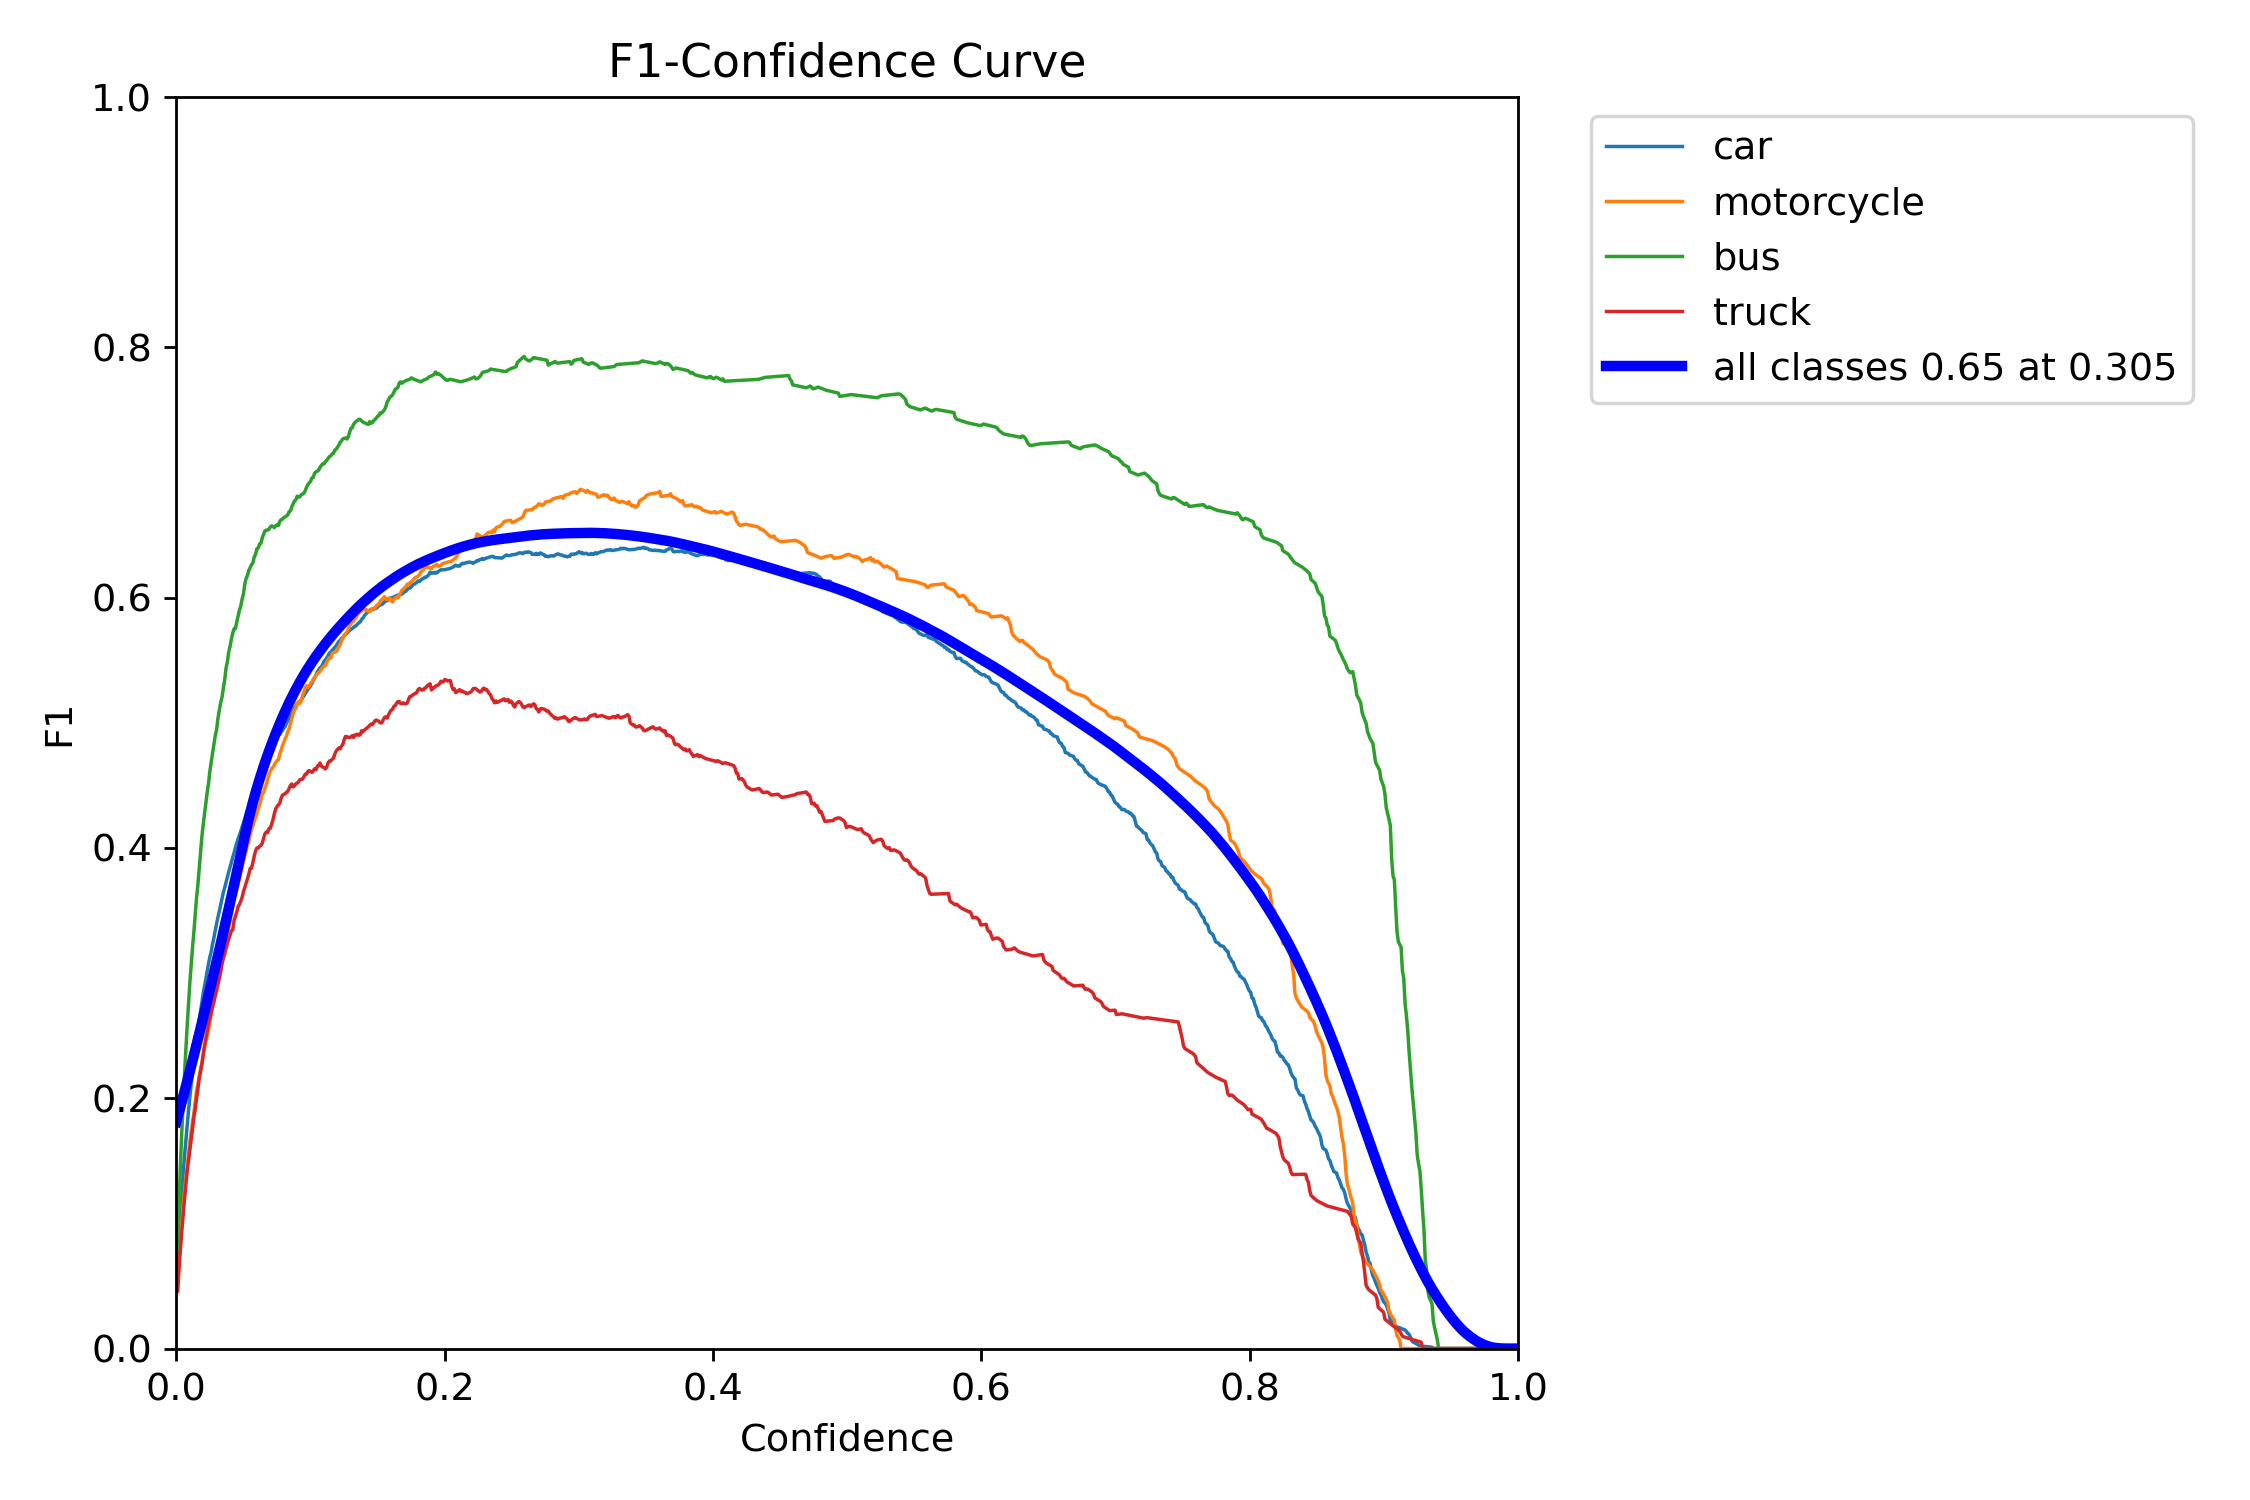 F1-Confidence Curve
1.0
0.8
0.6
0.4
0.2
0.0
F1
0.0 0.2 0.4 0.6 0.8 1.0
Confidence
car
motorcycle
bus
truck
all classes 0.65 at 0.305